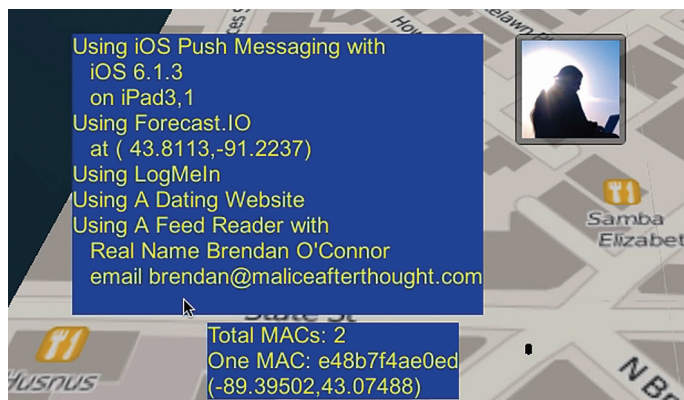 Using iOS Push Messaging with
iOS 6.1.3
on iPad3,1
Using Forecast.IO
at ( 43.8113,-91.2237)
Using LogMeIn
Using A Dating Website
Using A Feed Reader with
Real Name Brendan O'Connor
email brendan@maliceafterthought.com
Samba
Elizabet
State St
Husnus
Total MACs: 2
One MAC: e48b7f4ae0ed
(-89.39502,43.07488)